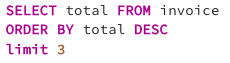 SELECT total FROM invoice
ORDER BY total DESC
limit 3